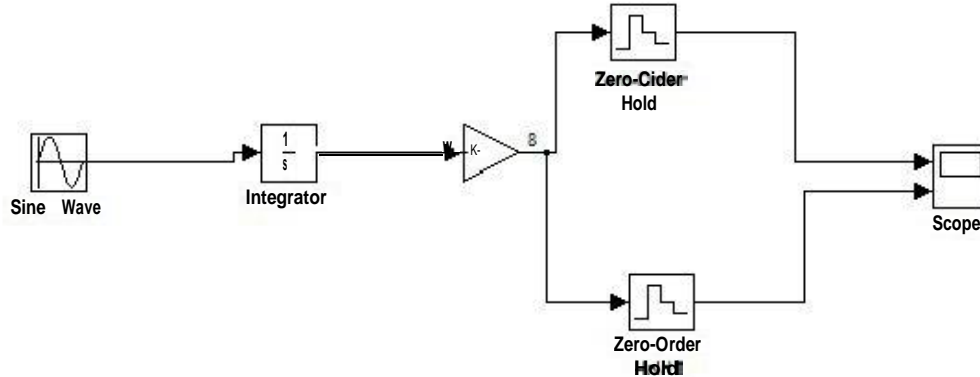 Zero-Cider
Hold
1
s
K-
8
Sine Wave
Integrator
Scope
Zero-Order
Hold